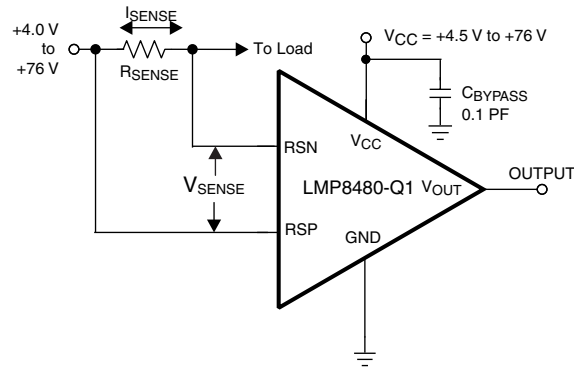 ISENSE
+4.0 V
to
+76 V
RSENSE
To Load
VCC = +4.5 V to +76 V
CBYPASS
0.1 PF
RSN
VCC
VSENSE
LMP8480-Q1
VOUT
OUTPUT
RSP
GND